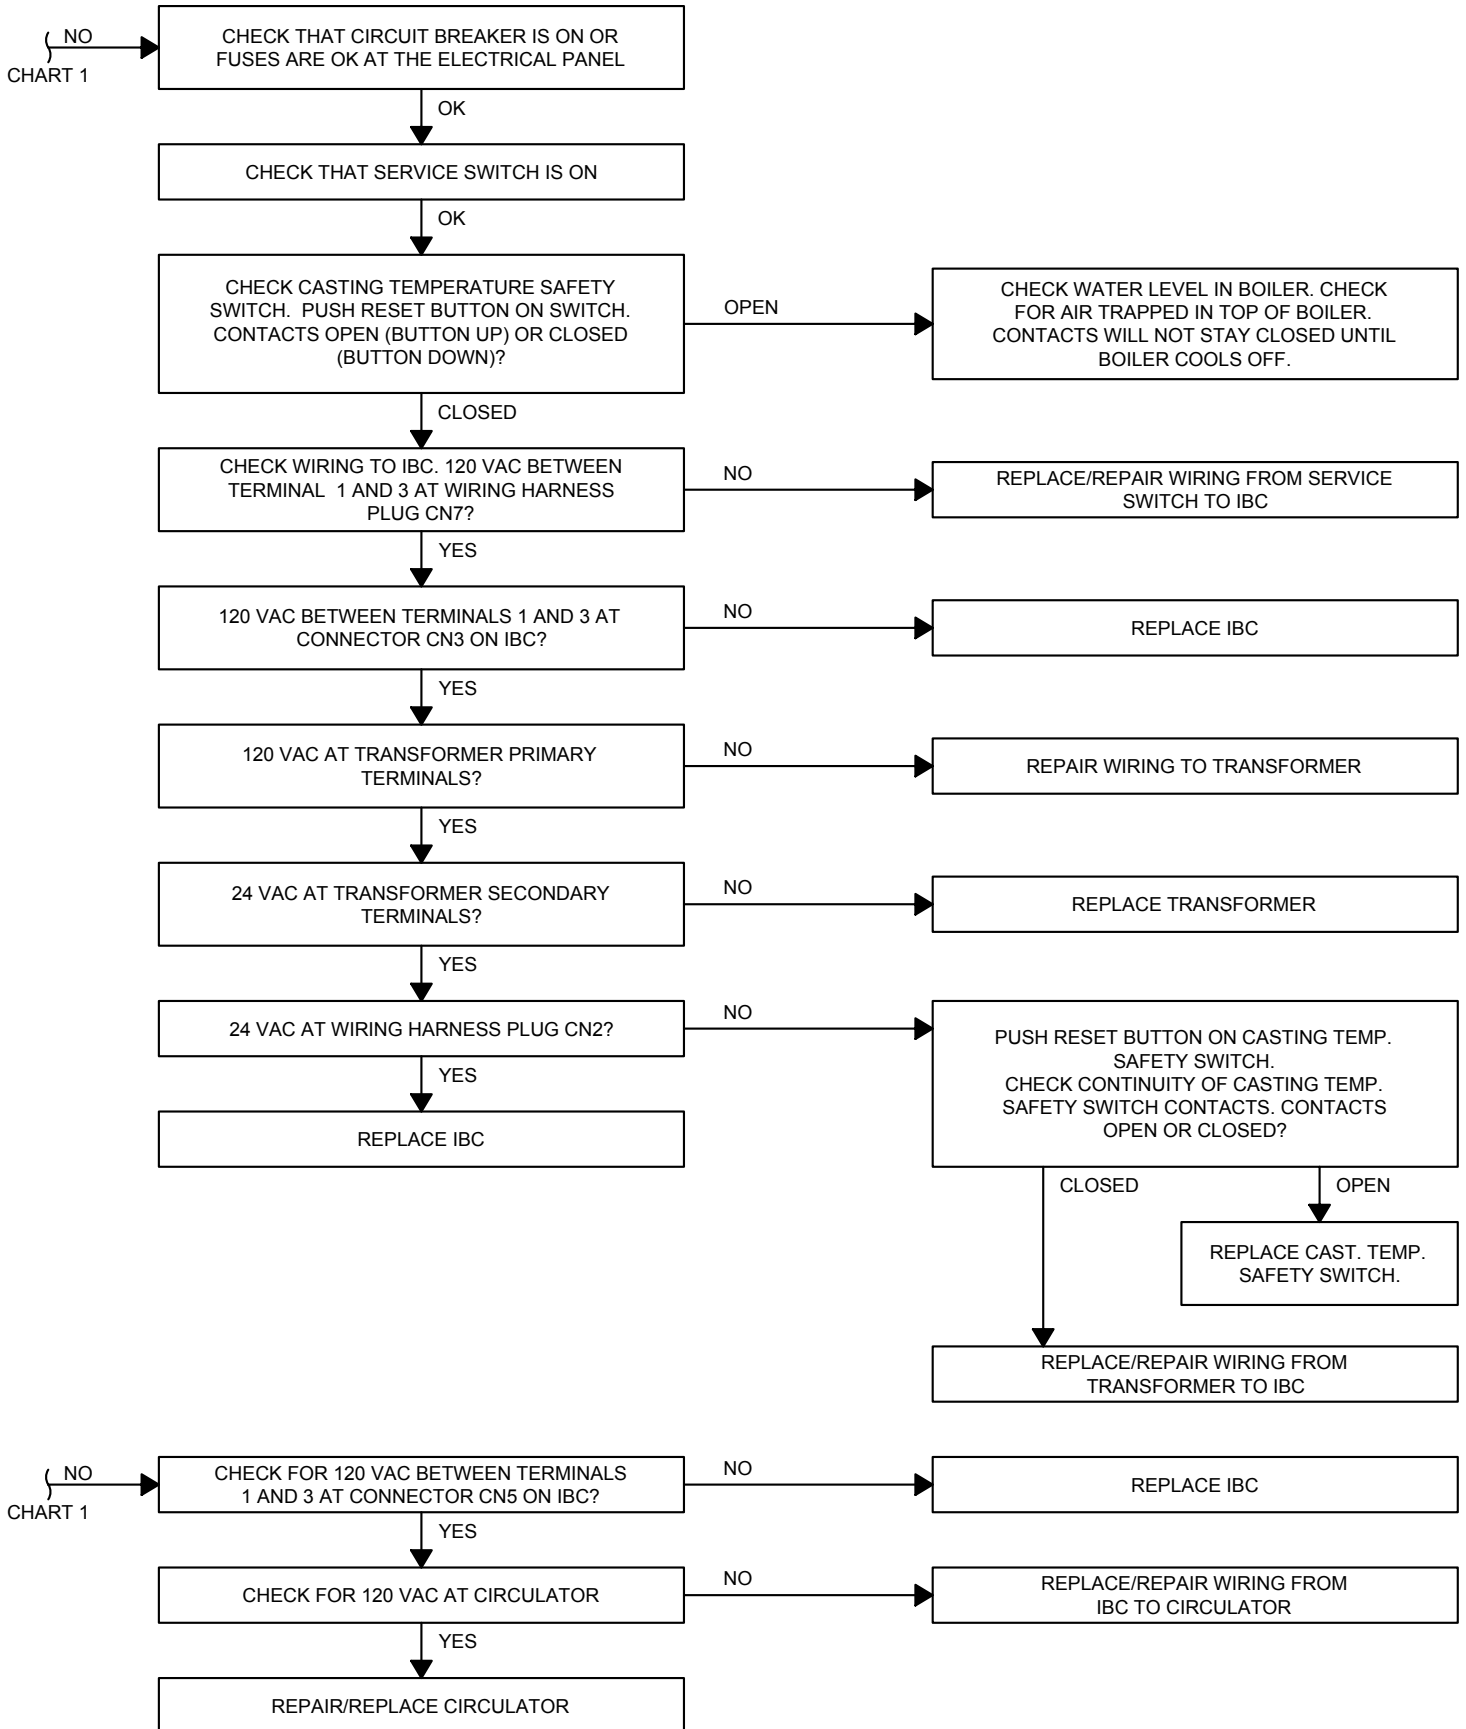 NO
CHART 1
CHECK THAT CIRCUIT BREAKER IS ON OR
FUSES ARE OK AT THE ELECTRICAL PANEL
OK
CHECK THAT SERVICE SWITCH IS ON
OK
CHECK CASTING TEMPERATURE SAFETY
SWITCH.  PUSH RESET BUTTON ON SWITCH.
CONTACTS OPEN (BUTTON UP) OR CLOSED
(BUTTON DOWN)?
OPEN
CHECK WATER LEVEL IN BOILER. CHECK
FOR AIR TRAPPED IN TOP OF BOILER.
CONTACTS WILL NOT STAY CLOSED UNTIL
BOILER COOLS OFF.
CLOSED
CHECK WIRING TO IBC. 120 VAC BETWEEN
TERMINAL  1 AND 3 AT WIRING HARNESS
PLUG CN7?
NO
REPLACE/REPAIR WIRING FROM SERVICE
SWITCH TO IBC
YES
120 VAC BETWEEN TERMINALS 1 AND 3 AT
CONNECTOR CN3 ON IBC?
NO
REPLACE IBC
YES
120 VAC AT TRANSFORMER PRIMARY
TERMINALS?
NO
REPAIR WIRING TO TRANSFORMER
YES
24 VAC AT TRANSFORMER SECONDARY
TERMINALS?
NO
REPLACE TRANSFORMER
YES
24 VAC AT WIRING HARNESS PLUG CN2?
NO
PUSH RESET BUTTON ON CASTING TEMP.
SAFETY SWITCH.
CHECK CONTINUITY OF CASTING TEMP.
SAFETY SWITCH CONTACTS. CONTACTS
OPEN OR CLOSED?
YES
REPLACE IBC
CLOSED
OPEN
REPLACE CAST. TEMP.
SAFETY SWITCH.
REPLACE/REPAIR WIRING FROM
TRANSFORMER TO IBC
NO
CHART 1
CHECK FOR 120 VAC BETWEEN TERMINALS
1 AND 3 AT CONNECTOR CN5 ON IBC?
NO
REPLACE IBC
YES
CHECK FOR 120 VAC AT CIRCULATOR
NO
REPLACE/REPAIR WIRING FROM
IBC TO CIRCULATOR
YES
REPAIR/REPLACE CIRCULATOR